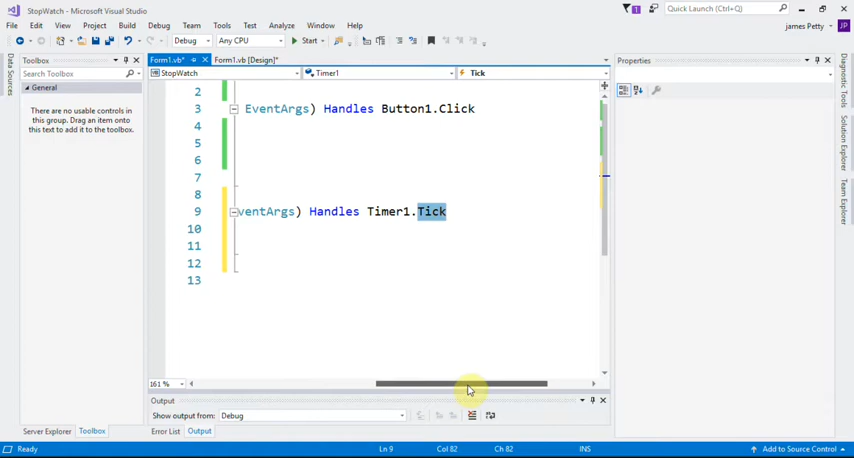 StopWatch - Microsoft Visual Studio
1
Quick Launch (Ctrl+Q)
File Edit View Project Build Debug Team Tools Test Analyze Window Help
james Petty JP
Debug Any CPU Start
Data Sources
Toolbox
Search Toolbox
General
There are no usable controls in
this group. Drag an item onto
this text to add it to the toolbox.
Server Explorer Toolbox
Form1.vb* Form1.vb [Design]*
StopWatch Timer1 Tick
2
3 EventArgs) Handles Button1.Click
4
5
6
7
8
9 ventArgs) Handles Timer1.Tick
10
11
12
13
161 %
Output
Show output from: Debug
Error List Output
Properties
Diagnostic Tools
Solution Explorer
Team Explorer
Ready Ln 9 Col 82 Ch 82 INS Add to Source Control